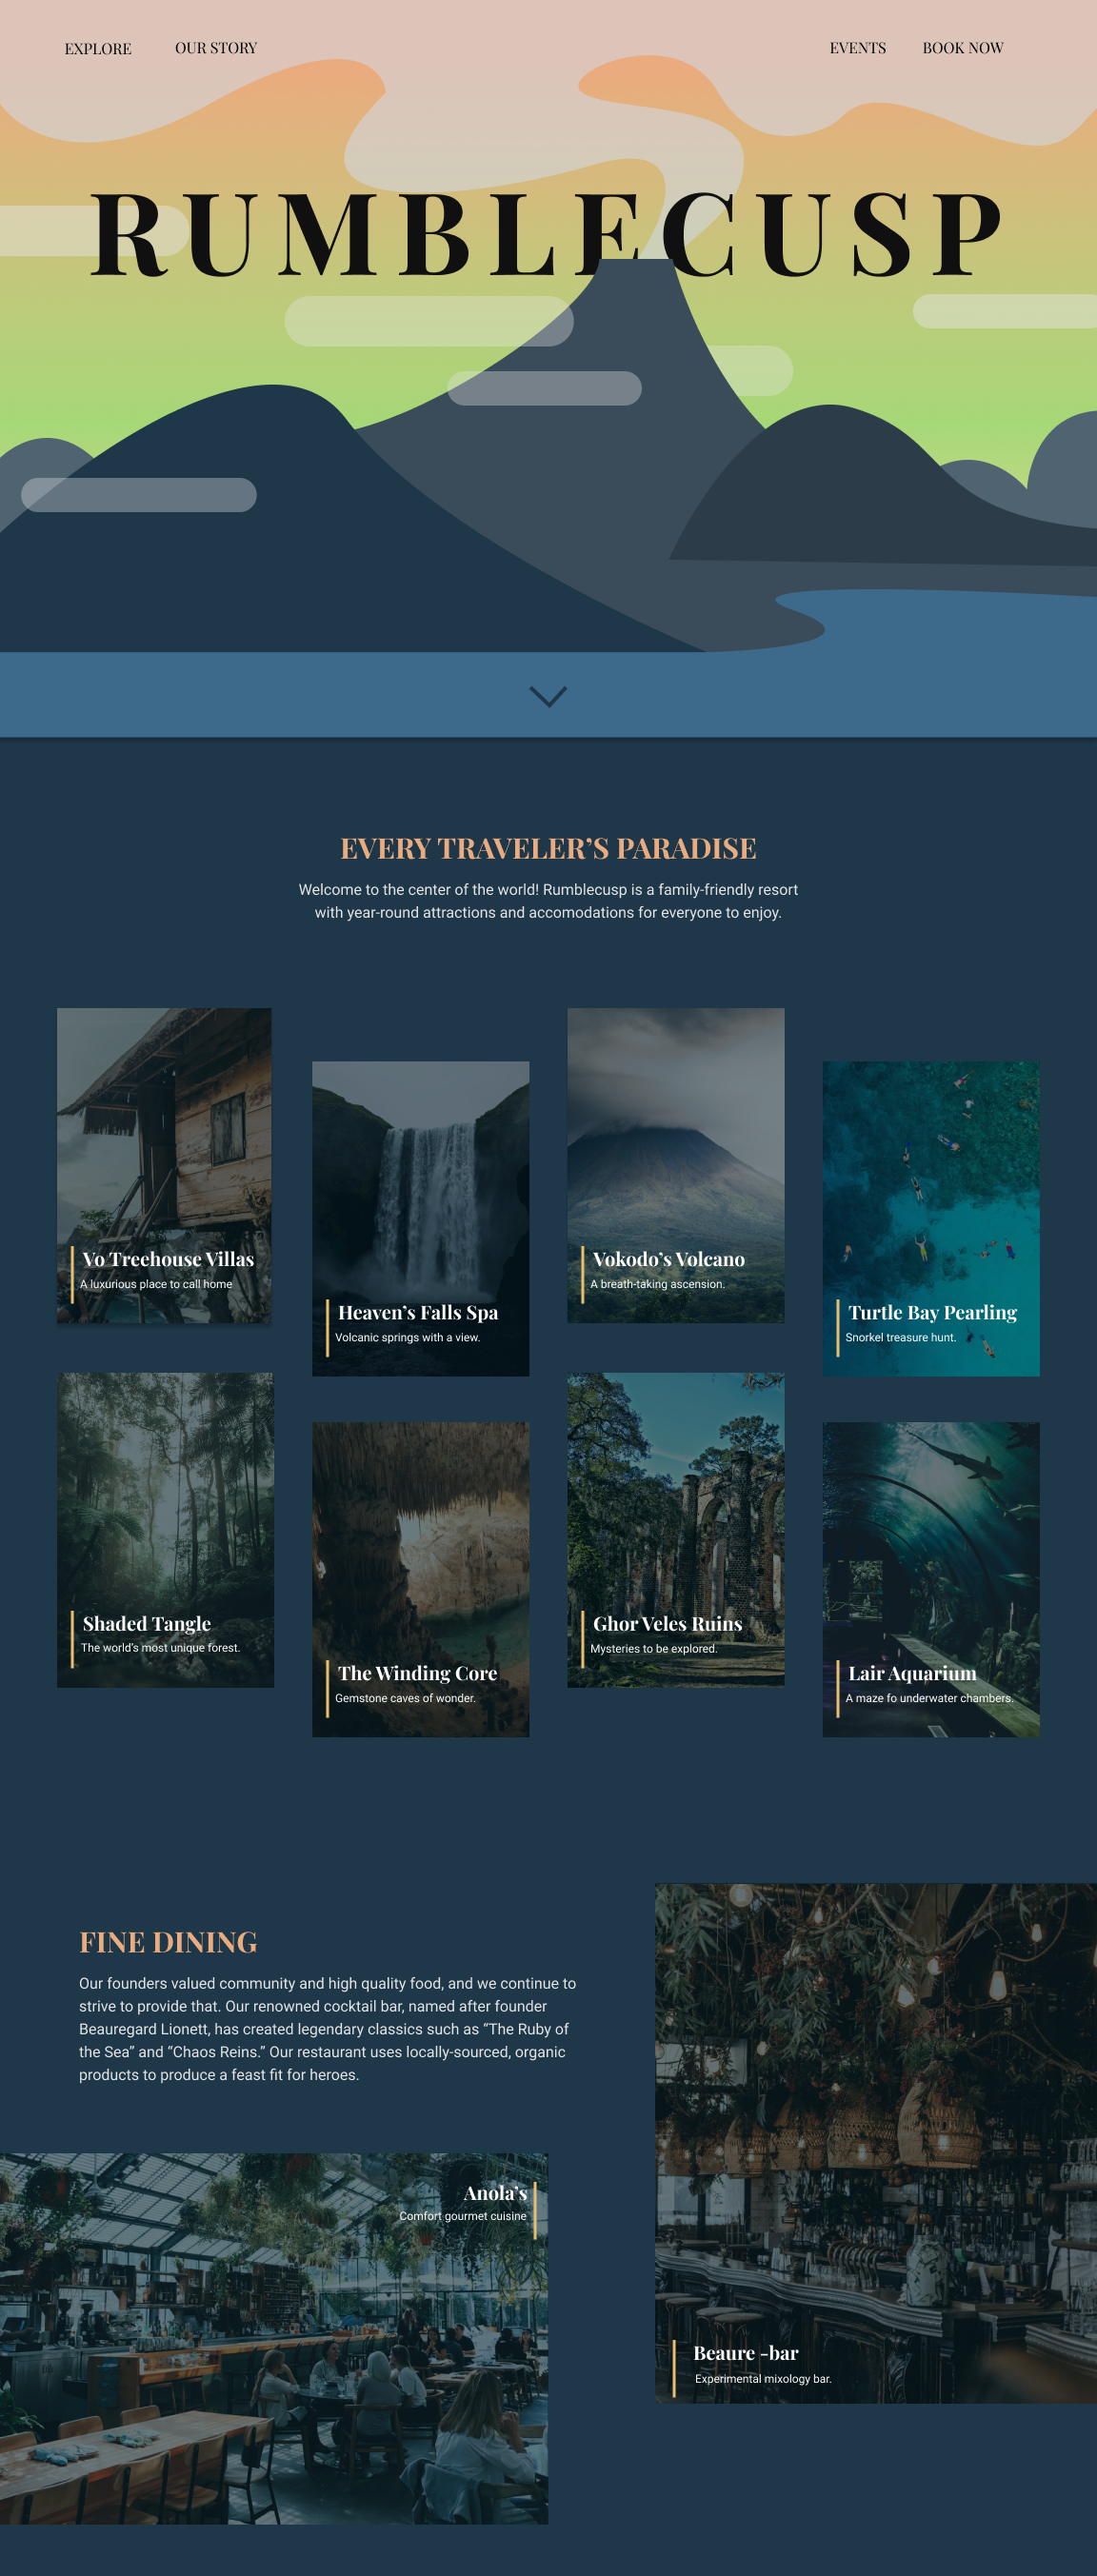 EXPLORE
OUR STORY
EVENTS
BOOK NOW
RUMBLECUSP
EVERY TRAVELER’S PARADISE
Welcome to the center of the world! Rumblecusp is a family-friendly resort
with year-round attractions and accomodations for everyone to enjoy.
Vo Treehouse Villas
A luxurious place to call home
Heaven’s Falls Spa
Volcanic springs with a view.
Vokodo’s Volcano
A breath-taking ascension.
Turtle Bay Pearling
Snorkel treasure hunt.
Shaded Tangle
The world’s most unique forest.
The Winding Core
Gemstone caves of wonder.
Ghor Veles Ruins
Mysteries to be explored.
Lair Aquarium
A maze fo underwater chambers.
FINE DINING
Our founders valued community and high quality food, and we continue to
strive to provide that. Our renowned cocktail bar, named after founder
Beauregard Lionett, has created legendary classics such as “The Ruby of
the Sea” and “Chaos Reins.” Our restaurant uses locally-sourced, organic
products to produce a feast fit for heroes.
Anola’s
Comfort gourmet cuisine
Beaure -bar
Experimental mixology bar.